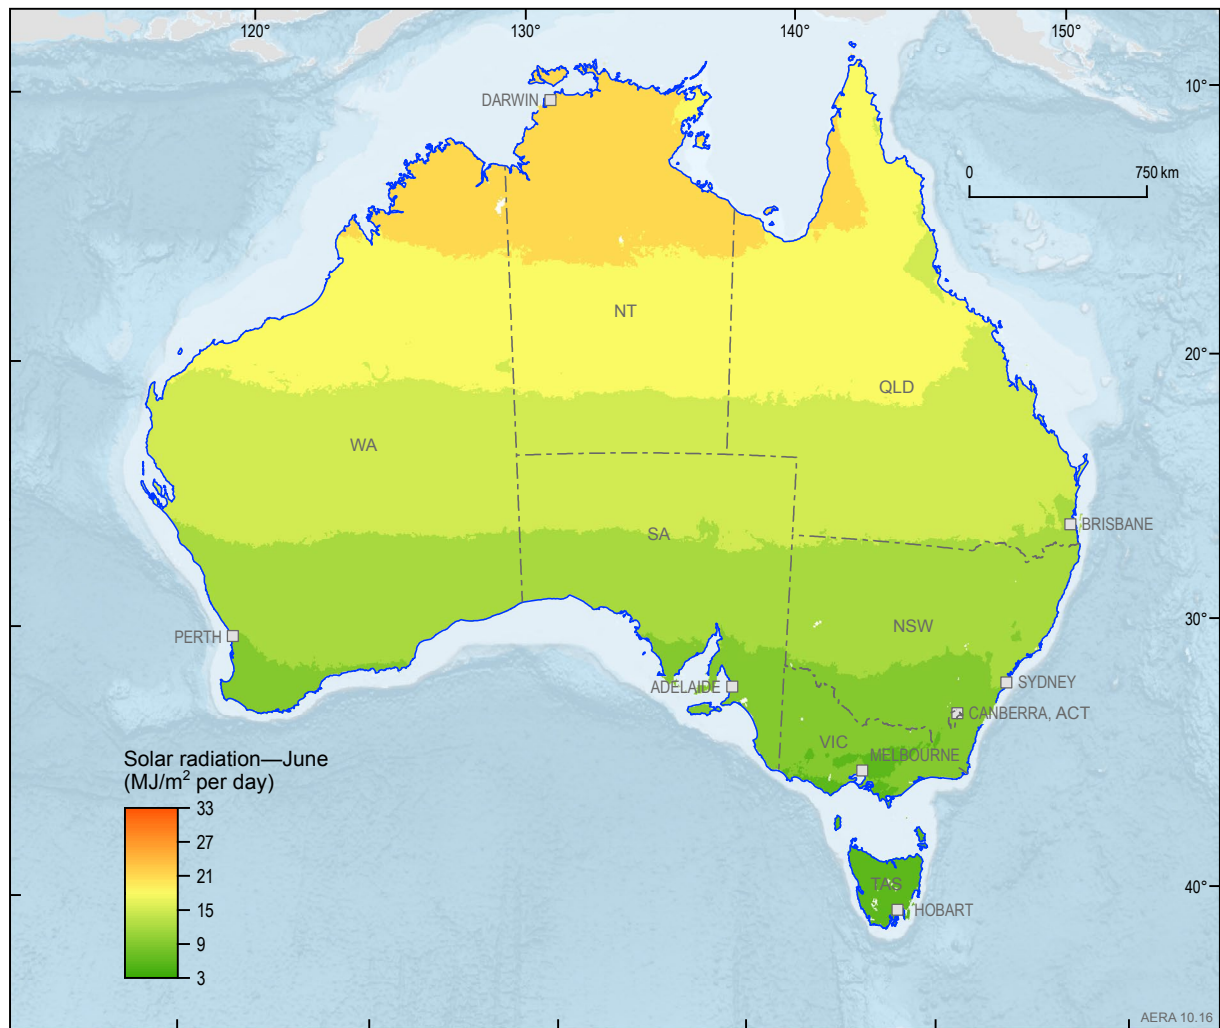 120°
130°
140°
150°
10°
DARWIN
0
750 km
NT
20°
QLD
WA
BRISBANE
SA
30°
NSW
PERTH
SYDNEY
ADELAIDE
CANBERRA, ACT
VIC
MELBOURNE
Solar radiation—June
(MJ/m² per day)
33
27
21
15
9
3
40°
TAS
HOBART
AERA 10.16